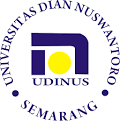 UNIVERSITAS DIAN NUSWANTORO
UDINUS
• SEMARANG •